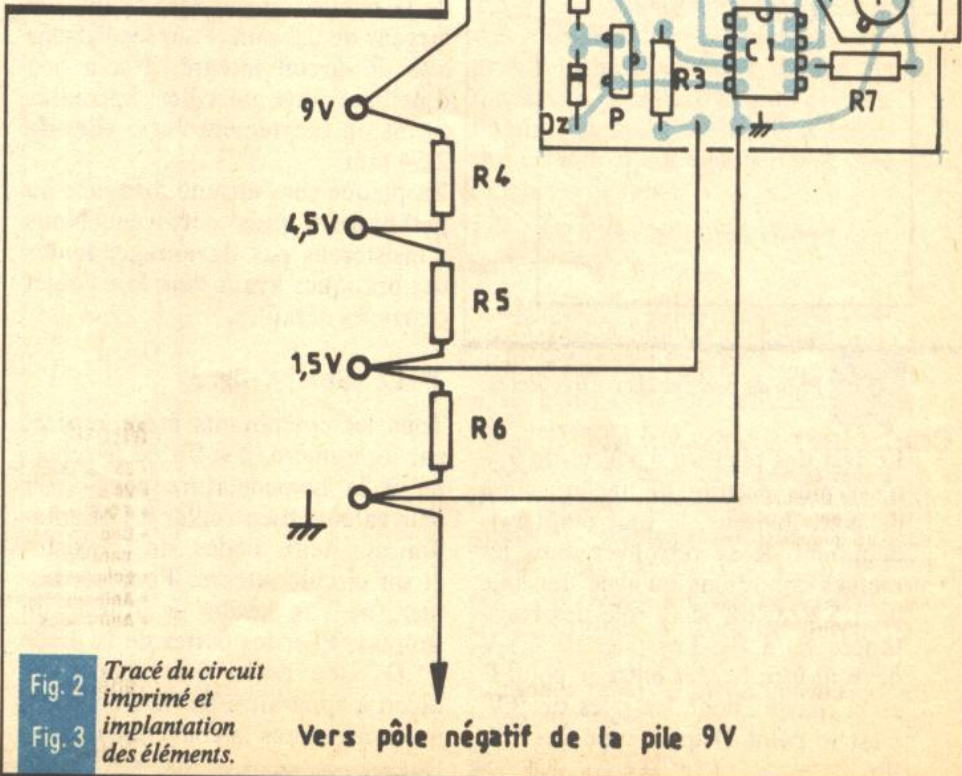 9V
R4
4,5V
R5
1,5V
R6
Dz
P
R3
CI
R7
Fig. 2
Fig. 3
Tracé du circuit
imprimé et
implantation
des éléments.
Vers pôle négatif de la pile 9V